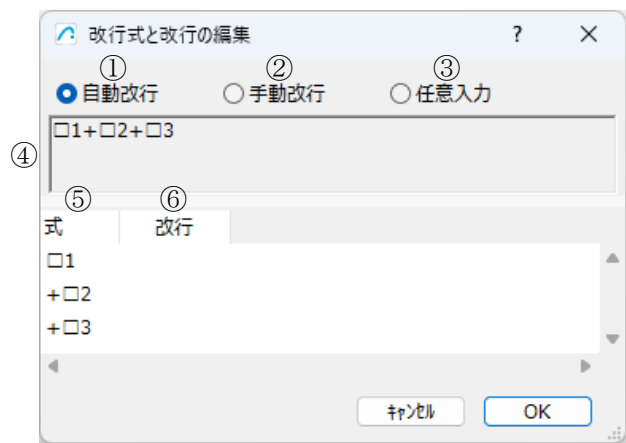 改行式と改行の編集 ? ×
① ② ③
自動改行 手動改行 任意入力
④ □1+□2+□3
⑤ ⑥
式 改行
□1
+□2
+□3
ｷｬﾝｾﾙ OK